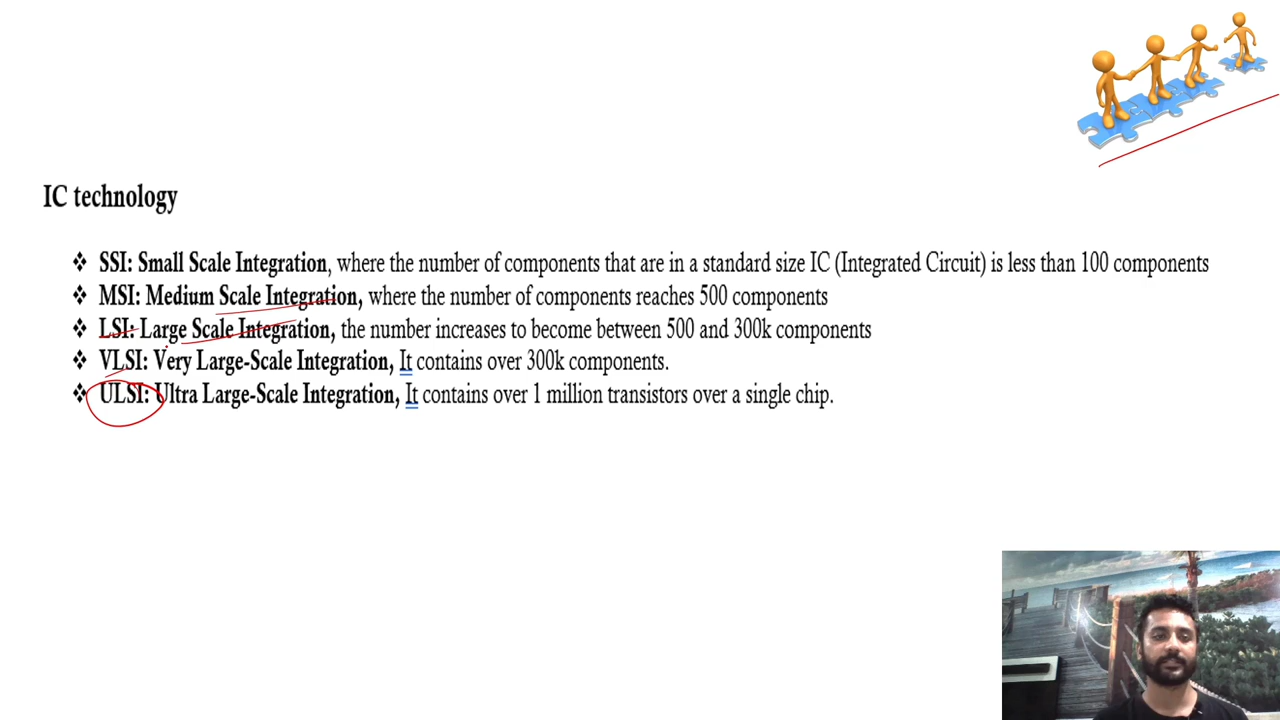 IC technology
❖ SSI: Small Scale Integration, where the number of components that are in a standard size IC (Integrated Circuit) is less than 100 components
❖ MSI: Medium Scale Integration, where the number of components reaches 500 components
❖ LSI: Large Scale Integration, the number increases to become between 500 and 300k components
❖ VLSI: Very Large-Scale Integration, It contains over 300k components.
❖ ULSI: Ultra Large-Scale Integration, It contains over 1 million transistors over a single chip.